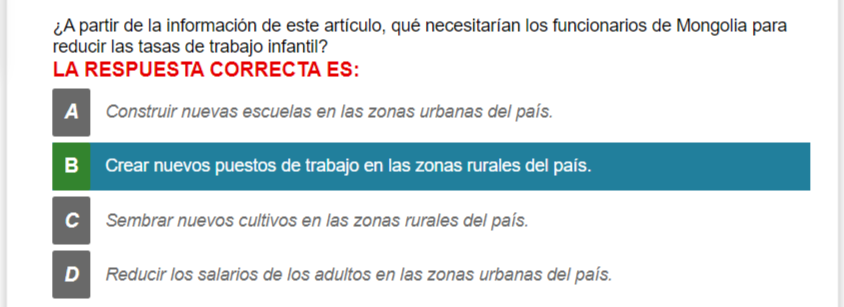 ¿A partir de la información de este artículo, qué necesitarían los funcionarios de Mongolia para
reducir las tasas de trabajo infantil?
LA RESPUESTA CORRECTA ES:
A Construir nuevas escuelas en las zonas urbanas del país.
B Crear nuevos puestos de trabajo en las zonas rurales del país.
C Sembrar nuevos cultivos en las zonas rurales del país.
D Reducir los salarios de los adultos en las zonas urbanas del país.